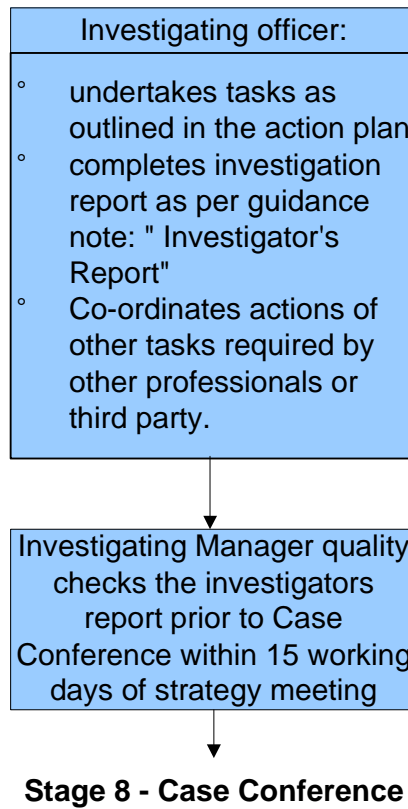 Investigating officer:
° undertakes tasks as
outlined in the action plan
° completes investigation
report as per guidance
note: " Investigator's
Report"
° Co-ordinates actions of
other tasks required by
other professionals or
third party.
Investigating Manager quality
checks the investigators
report prior to Case
Conference within 15 working
days of strategy meeting
Stage 8 - Case Conference